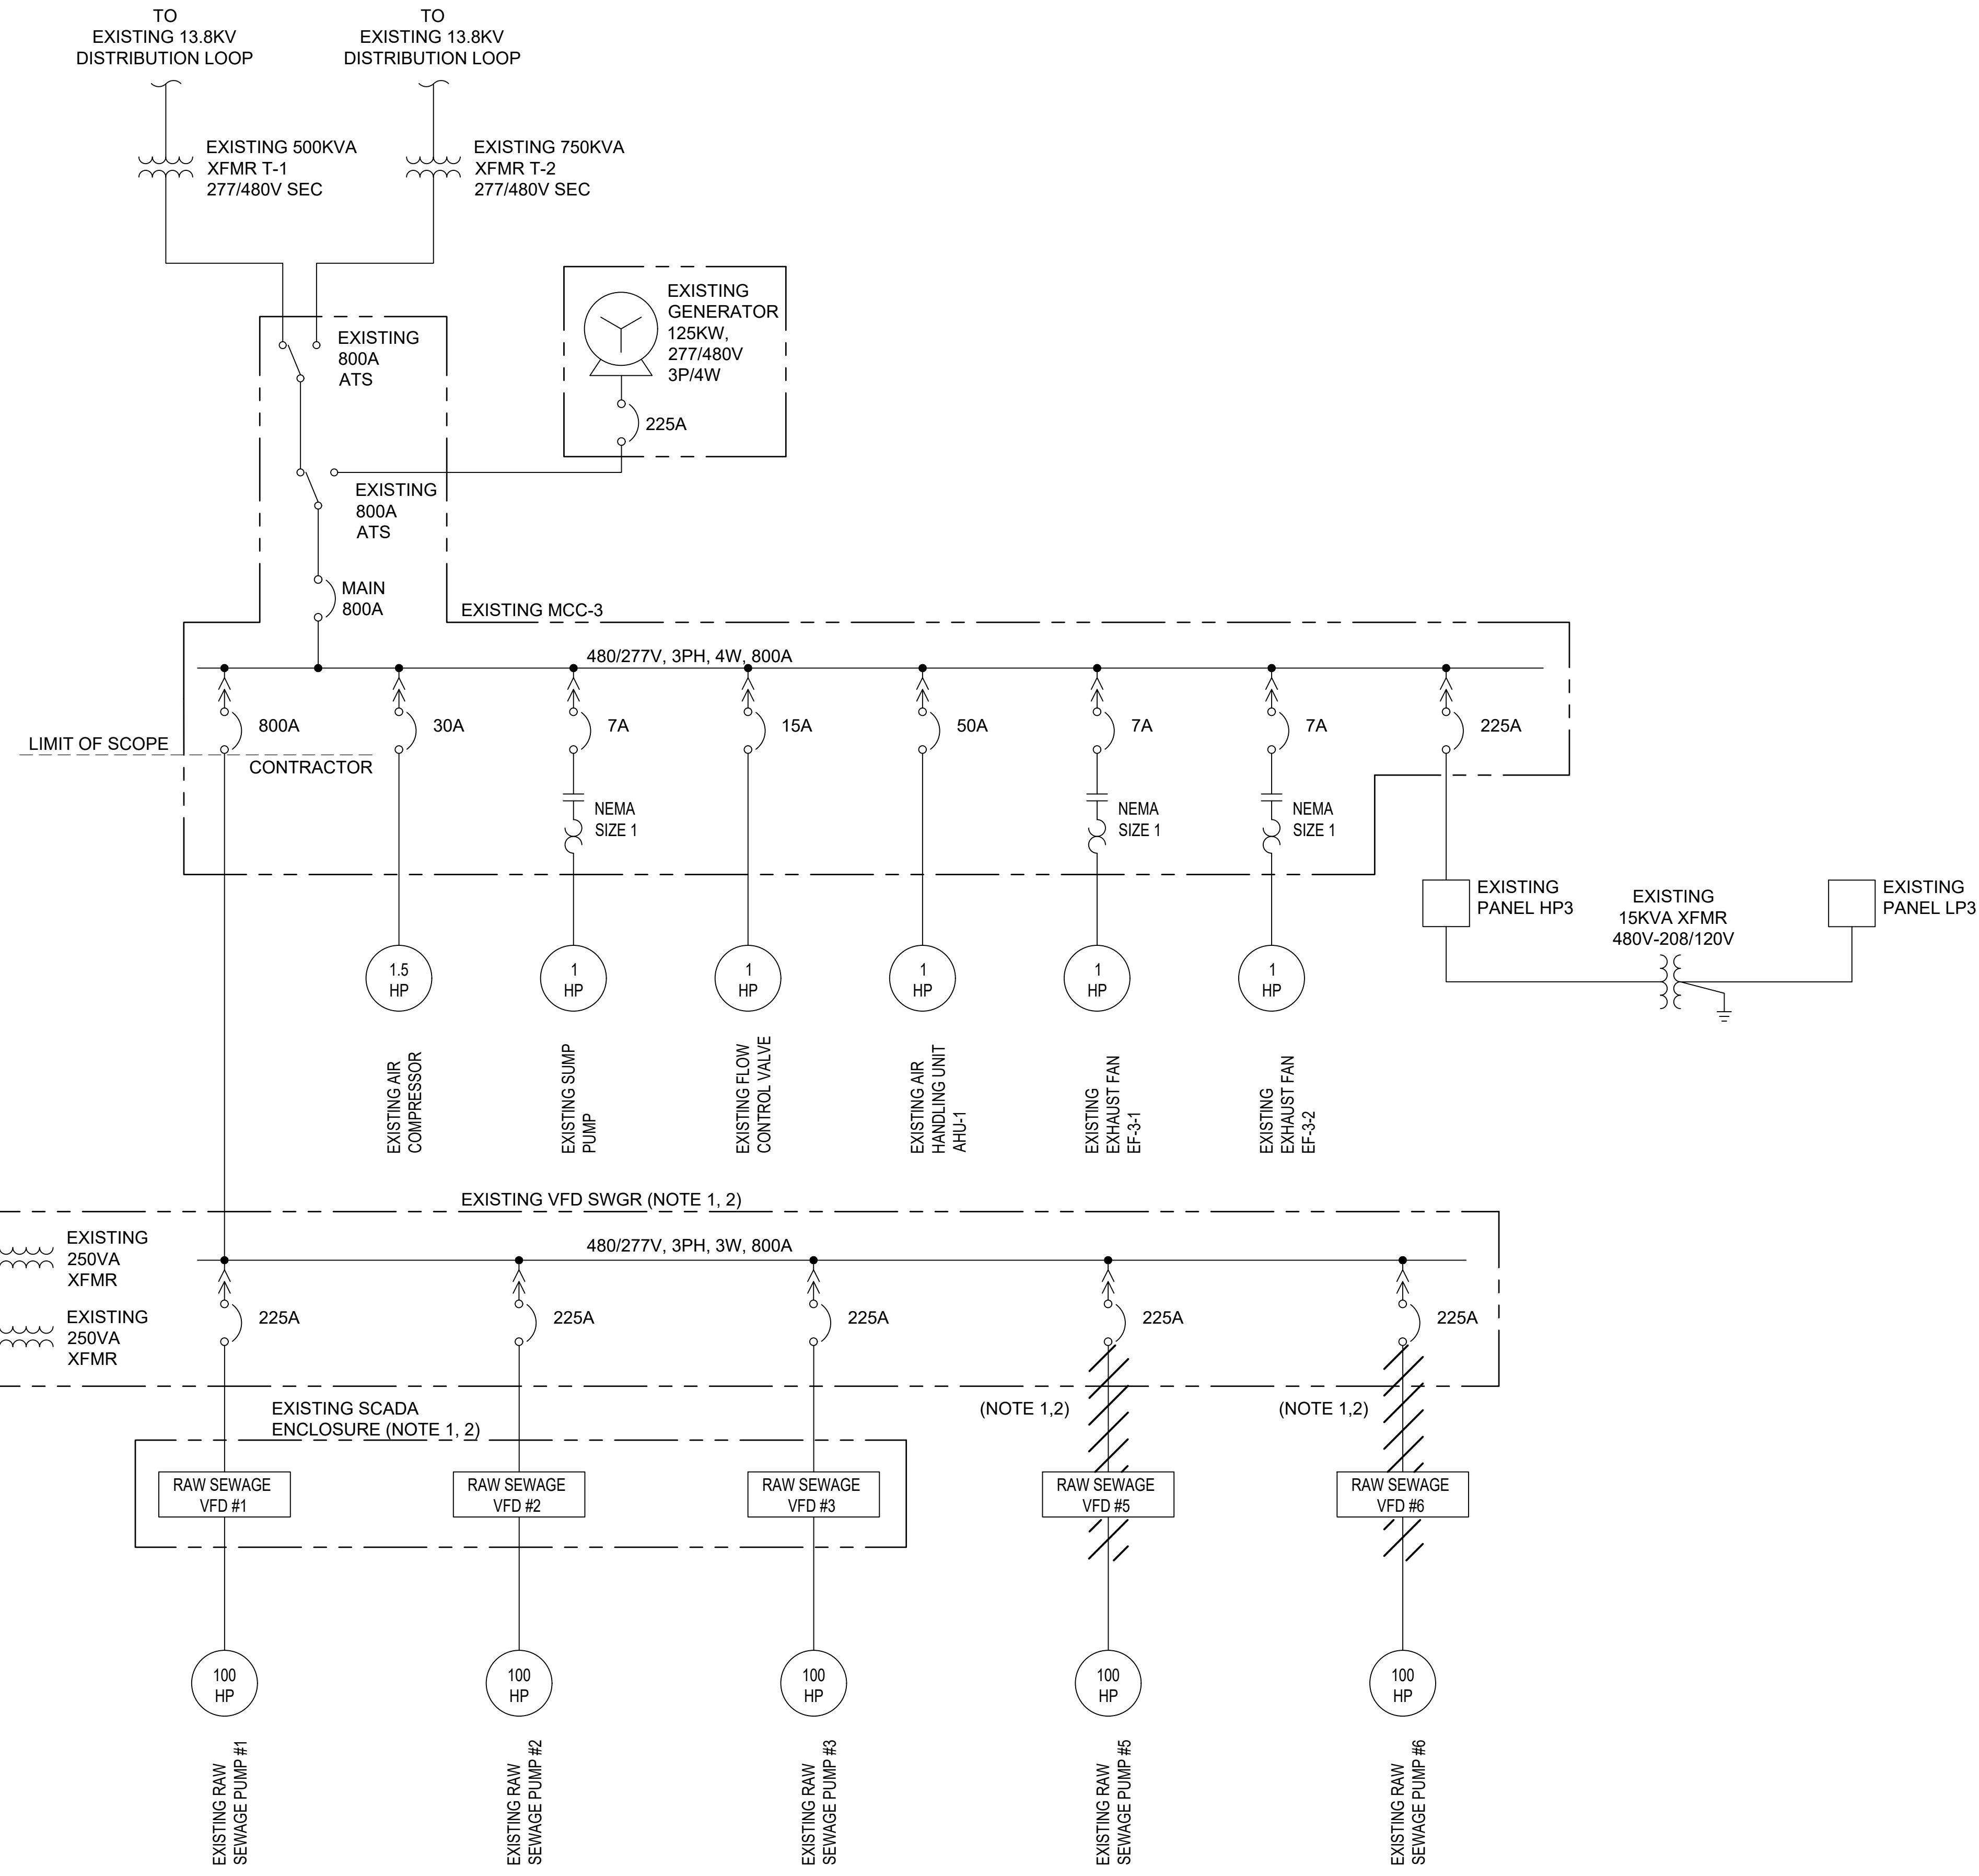 TO
EXISTING 13.8KV
DISTRIBUTION LOOP
TO
EXISTING 13.8KV
DISTRIBUTION LOOP
EXISTING 500KVA
XFMR T-1
277/480V SEC
EXISTING 750KVA
XFMR T-2
277/480V SEC
EXISTING
800A
ATS
EXISTING
GENERATOR
125KW,
277/480V
3P/4W
225A
EXISTING
800A
ATS
MAIN
800A
EXISTING MCC-3
480/277V, 3PH, 4W, 800A
800A
30A
7A
15A
50A
7A
7A
225A
LIMIT OF SCOPE
CONTRACTOR
NEMA
SIZE 1
NEMA
SIZE 1
NEMA
SIZE 1
EXISTING
PANEL HP3
EXISTING
15KVA XFMR
480V-208/120V
EXISTING
PANEL LP3
1.5
HP
1
HP
1
HP
1
HP
1
HP
1
HP
EXISTING AIR
COMPRESSOR
EXISTING SUMP
PUMP
EXISTING FLOW
CONTROL VALVE
EXISTING AIR
HANDLING UNIT
AHU-1
EXISTING
EXHAUST FAN
EF-3-1
EXISTING
EXHAUST FAN
EF-3-2
EXISTING VFD SWGR (NOTE 1, 2)
EXISTING
250VA
XFMR
480/277V, 3PH, 3W, 800A
EXISTING
250VA
XFMR
225A
225A
225A
225A
225A
EXISTING SCADA
ENCLOSURE (NOTE 1, 2)
(NOTE 1,2)
(NOTE 1,2)
RAW SEWAGE
VFD #1
RAW SEWAGE
VFD #2
RAW SEWAGE
VFD #3
RAW SEWAGE
VFD #5
RAW SEWAGE
VFD #6
100
HP
100
HP
100
HP
100
HP
100
HP
EXISTING RAW
SEWAGE PUMP #1
EXISTING RAW
SEWAGE PUMP #2
EXISTING RAW
SEWAGE PUMP #3
EXISTING RAW
SEWAGE PUMP #5
EXISTING RAW
SEWAGE PUMP #6